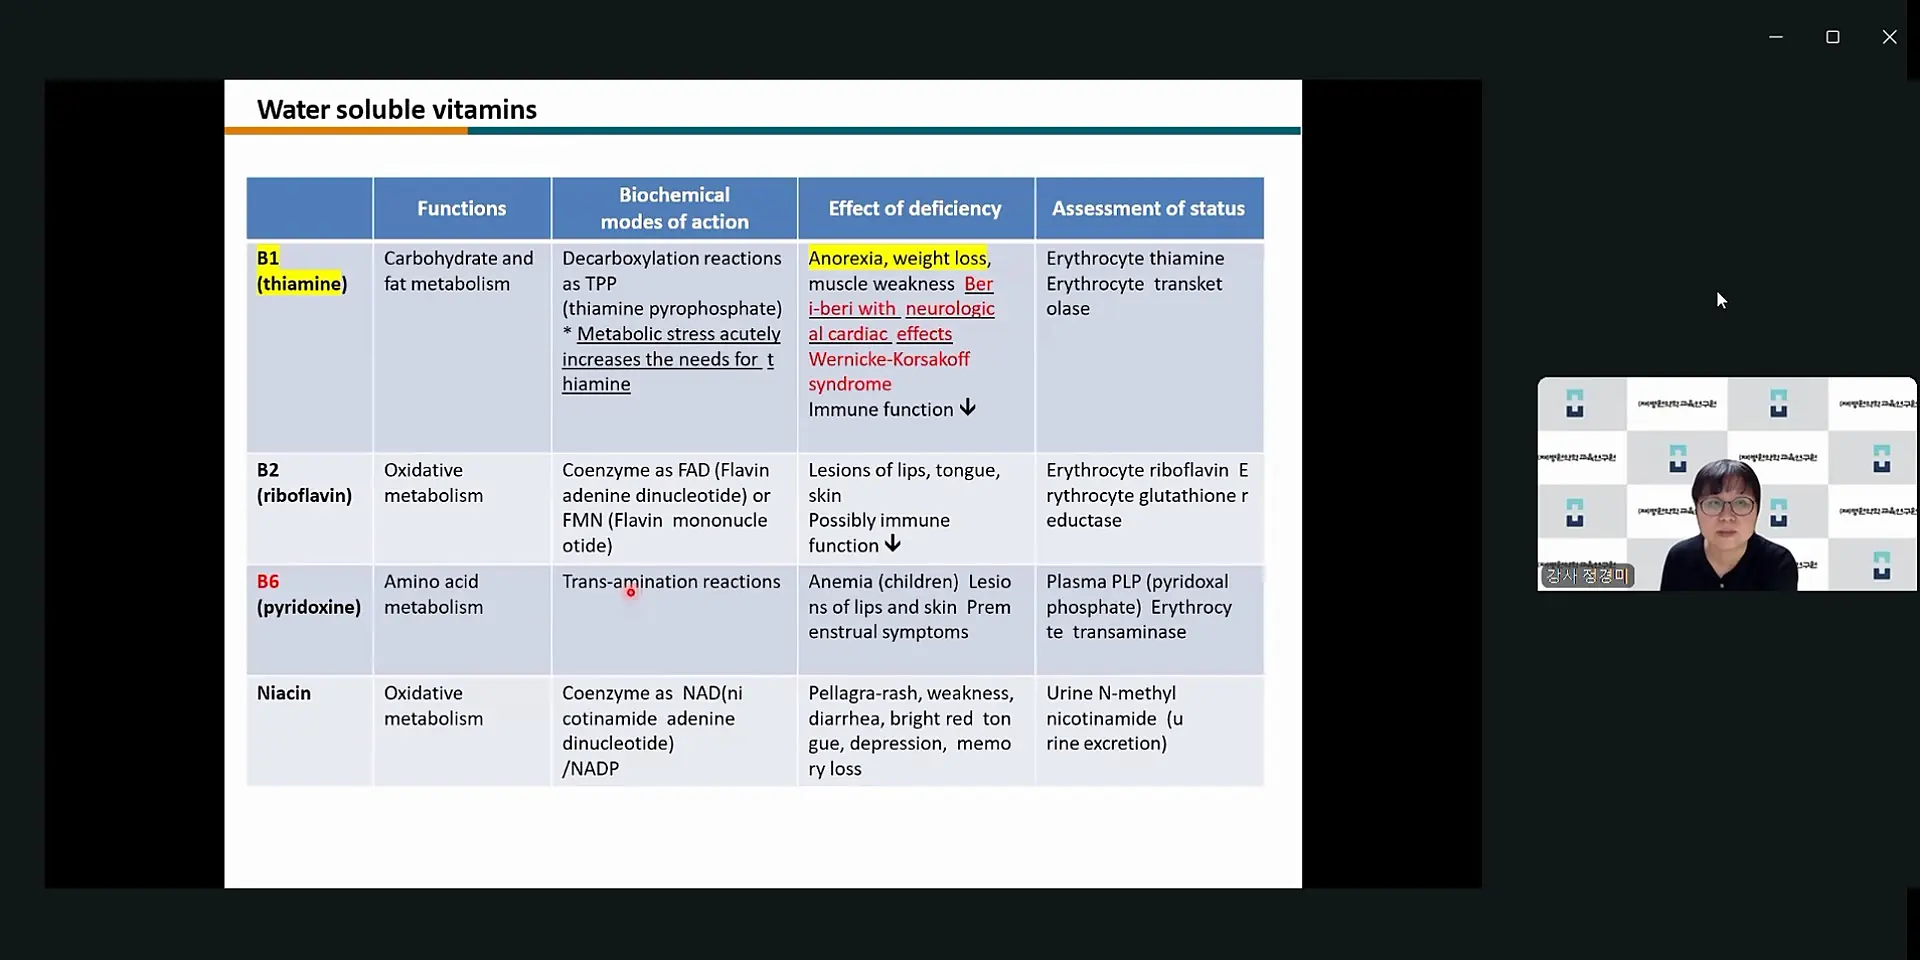 Water soluble vitamins
Functions
Biochemical
modes of action
Effect of deficiency
Assessment of status
B1
(thiamine)
Carbohydrate and
fat metabolism
Decarboxylation reactions
as TPP
(thiamine pyrophosphate)
* Metabolic stress acutely
increases the needs for t
hiamine
Anorexia, weight loss,
muscle weakness Ber
i-beri with neurologic
al cardiac effects
Wernicke-Korsakoff
syndrome
Immune function ↓
Erythrocyte thiamine
Erythrocyte transket
olase
B2
(riboflavin)
Oxidative
metabolism
Coenzyme as FAD (Flavin
adenine dinucleotide) or
FMN (Flavin mononucle
otide)
Lesions of lips, tongue,
skin
Possibly immune
function ↓
Erythrocyte riboflavin E
rythrocyte glutathione r
eductase
B6
(pyridoxine)
Amino acid
metabolism
Trans-amination reactions
Anemia (children) Lesio
ns of lips and skin Prem
enstrual symptoms
Plasma PLP (pyridoxal
phosphate) Erythrocy
te transaminase
Niacin
Oxidative
metabolism
Coenzyme as NAD(ni
cotinamide adenine
dinucleotide)
/NADP
Pellagra-rash, weakness,
diarrhea, bright red ton
gue, depression, memo
ry loss
Urine N-methyl
nicotinamide (u
rine excretion)
강사 정경미